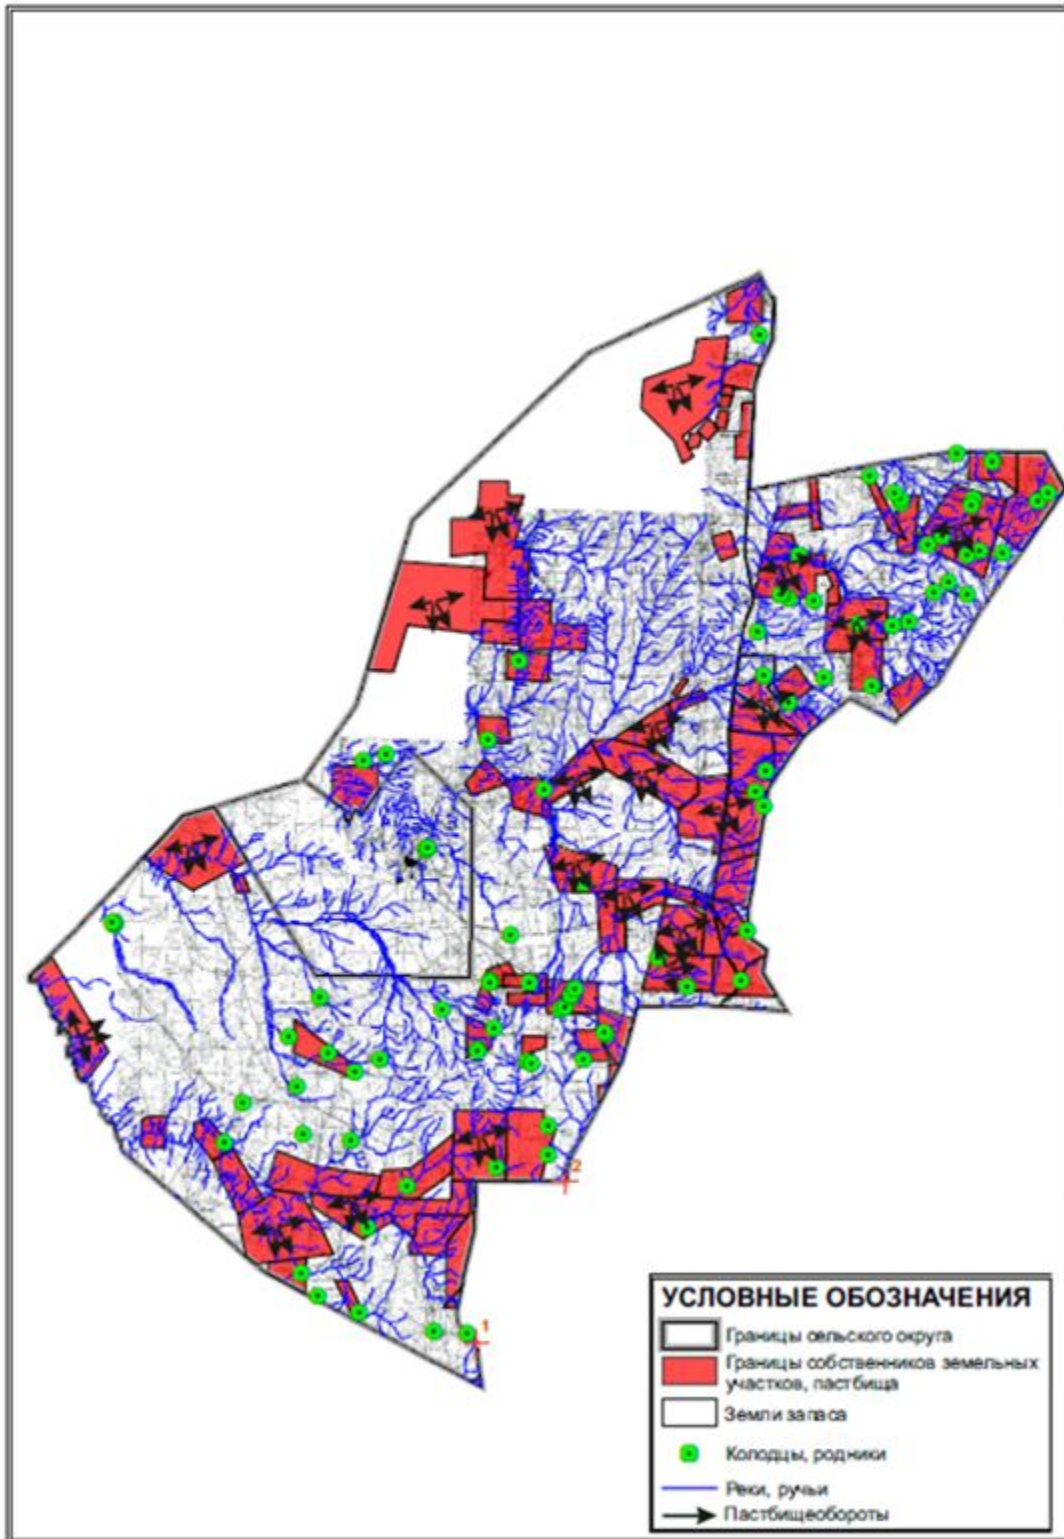 2
1
УСЛОВНЫЕ ОБОЗНАЧЕНИЯ
Границы сельского округа
Границы собственников земельных
участков, пастбища
Земли запаса
Колодцы, родники
Реки, ручьи
Пастбищеобороты